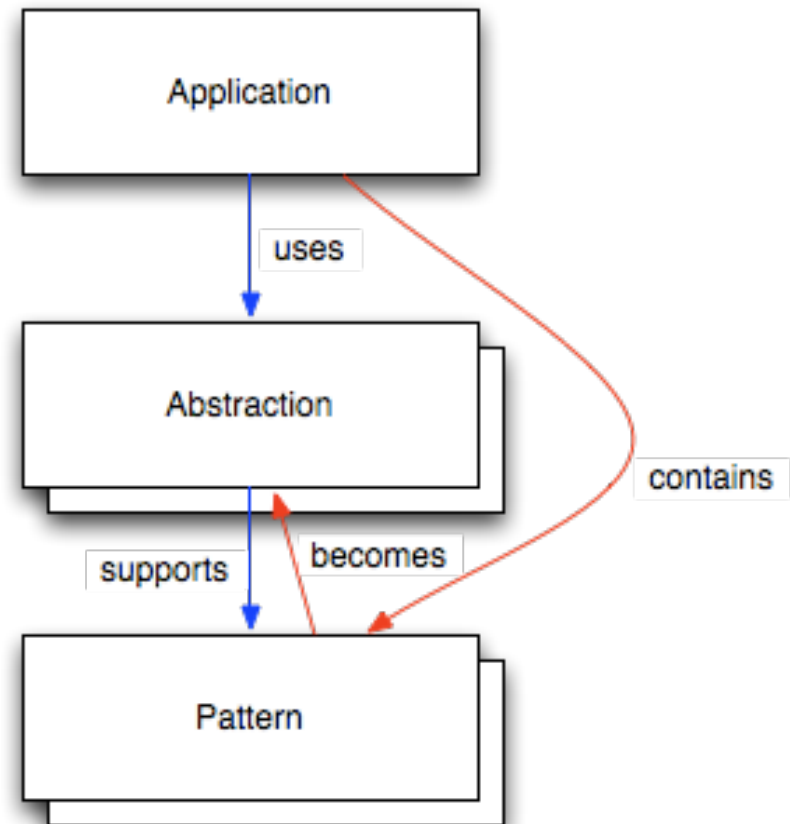 Application
uses
Abstraction
contains
becomes
supports
Pattern